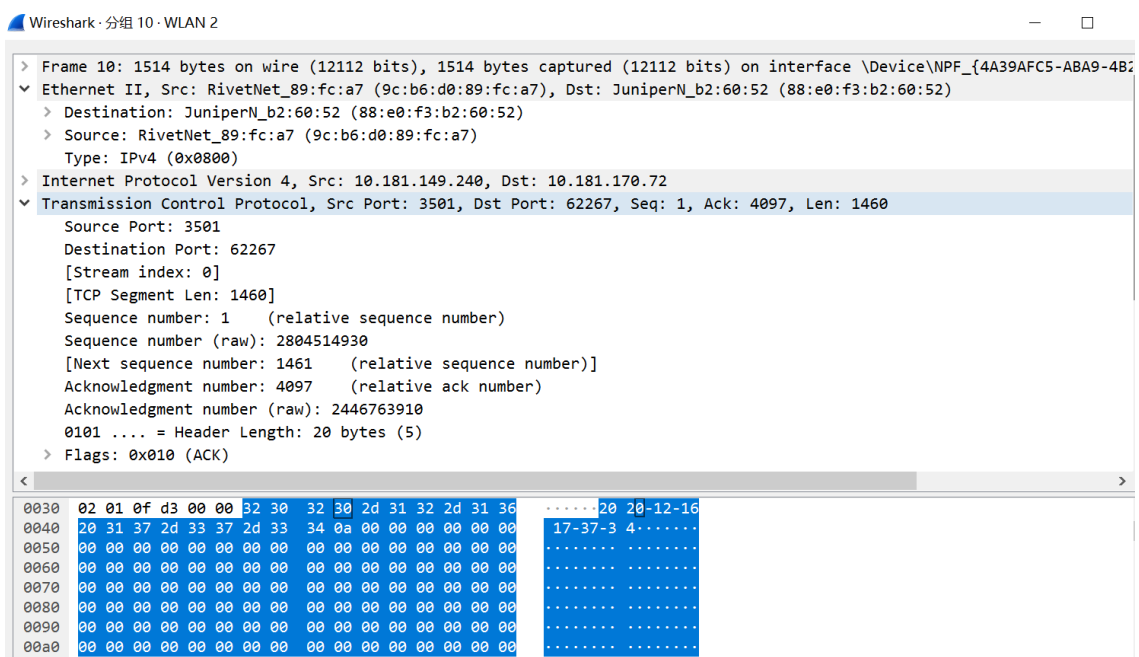 Wireshark · 分组 10 · WLAN 2
Frame 10: 1514 bytes on wire (12112 bits), 1514 bytes captured (12112 bits) on interface \Device\NPF_{4A39AFC5-ABA9-4B2
Ethernet II, Src: RivetNet_89:fc:a7 (9c:b6:d0:89:fc:a7), Dst: JuniperN_b2:60:52 (88:e0:f3:b2:60:52)
Destination: JuniperN_b2:60:52 (88:e0:f3:b2:60:52)
Source: RivetNet_89:fc:a7 (9c:b6:d0:89:fc:a7)
Type: IPv4 (0x0800)
Internet Protocol Version 4, Src: 10.181.149.240, Dst: 10.181.170.72
Transmission Control Protocol, Src Port: 3501, Dst Port: 62267, Seq: 1, Ack: 4097, Len: 1460
Source Port: 3501
Destination Port: 62267
[Stream index: 0]
[TCP Segment Len: 1460]
Sequence number: 1    (relative sequence number)
Sequence number (raw): 2804514930
[Next sequence number: 1461    (relative sequence number)]
Acknowledgment number: 4097    (relative ack number)
Acknowledgment number (raw): 2446763910
0101 .... = Header Length: 20 bytes (5)
Flags: 0x010 (ACK)
0030 02 01 0f d3 00 00 32 30 32 30 2d 31 32 2d 31 36 ······20 20-12-16
0040 20 31 37 2d 33 37 2d 33 34 0a 00 00 00 00 00 00 17-37-3 4·······
0050 00 00 00 00 00 00 00 00 00 00 00 00 00 00 00 00 ········ ········
0060 00 00 00 00 00 00 00 00 00 00 00 00 00 00 00 00 ········ ········
0070 00 00 00 00 00 00 00 00 00 00 00 00 00 00 00 00 ········ ········
0080 00 00 00 00 00 00 00 00 00 00 00 00 00 00 00 00 ········ ········
0090 00 00 00 00 00 00 00 00 00 00 00 00 00 00 00 00 ········ ········
00a0 00 00 00 00 00 00 00 00 00 00 00 00 00 00 00 00 ········ ········